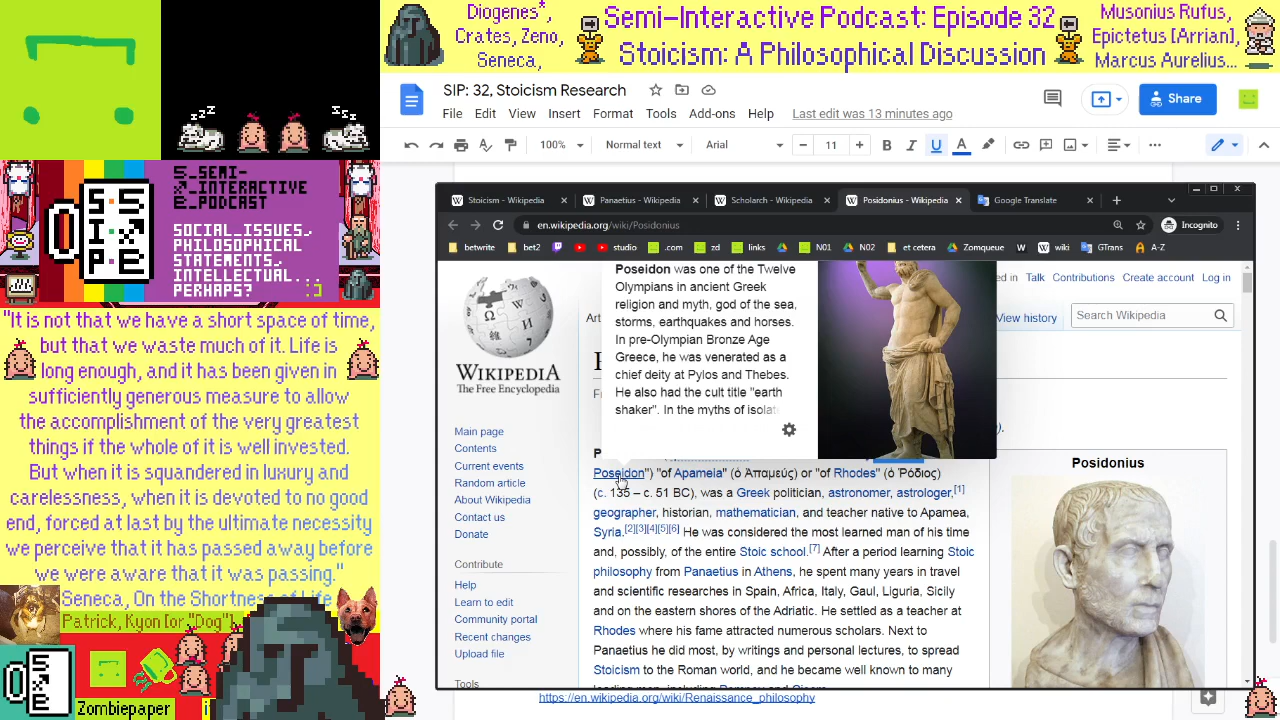 Diogenes*,
Crates, Zeno,
Seneca,
Semi-Interactive Podcast: Episode 32
Stoicism: A Philosophical Discussion
Musonius Rufus,
Epictetus [Arrian],
Marcus Aurelius...
zzZ
zzZ
S_SEMI-
_INTERACTIVE
P_PODCAST
SOCIAL_ISSUES,
PHILOSOPHICAL
STATEMENTS,
INTELLECTUAL...
PERHAPS? :j
"It is not that we have a short space of time,
but that we waste much of it. Life is
long enough, and it has been given in
sufficiently generous measure to allow
the accomplishment of the very greatest
things if the whole of it is well invested.
But when it is squandered in luxury and
carelessness, when it is devoted to no good
end, forced at last by the ultimate necessity
we perceive that it has passed away before
we were aware that it was passing."
Seneca, On the Shortness of Life
Patrick, Kyon [or "Dog"]
Zombiepaper
SIP: 32, Stoicism Research
File Edit View Insert Format Tools Add-ons Help Last edit was 13 minutes ago
Share
100% Normal text Arial 11 B I U A
Stoicism - Wikipedia Panaetius - Wikipedia Scholarch - Wikipedia Posidonius - Wikipedia Google Translate
en.wikipedia.org/wiki/Posidonius
Incognito
betwrite bet2 studio .com zd links N01. N02 et cetera Zomqueue wiki GTrans A-Z
WIKIPEDIA
The Free Encyclopedia
Main page
Contents
Current events
Random article
About Wikipedia
Contact us
Donate
Contribute
Help
Learn to edit
Community portal
Recent changes
Upload file
Tools
ed in Talk Contributions Create account Log in
Art
View history
Search Wikipedia
Poseidon was one of the Twelve
Olympians in ancient Greek
religion and myth, god of the sea,
storms, earthquakes and horses.
In pre-Olympian Bronze Age
Greece, he was venerated as a
chief deity at Pylos and Thebes.
He also had the cult title "earth
shaker". In the myths of isolat
Poseidon") "of Apameia" (ὁ Ἀπαμεύς) or "of Rhodes" (ὁ Ῥόδιος)
(c. 135 – c. 51 BC), was a Greek politician, astronomer, astrologer,[1]
geographer, historian, mathematician, and teacher native to Apamea,
Syria.[2][3][4][5][6] He was considered the most learned man of his time
and, possibly, of the entire Stoic school.[7] After a period learning Stoic
philosophy from Panaetius in Athens, he spent many years in travel
and scientific researches in Spain, Africa, Italy, Gaul, Liguria, Sicily
and on the eastern shores of the Adriatic. He settled as a teacher at
Rhodes where his fame attracted numerous scholars. Next to
Panaetius he did most, by writings and personal lectures, to spread
Stoicism to the Roman world, and he became well known to many
leading men, including Pompey and Cicero.
Posidonius
https://en.wikipedia.org/wiki/Renaissance_philosophy